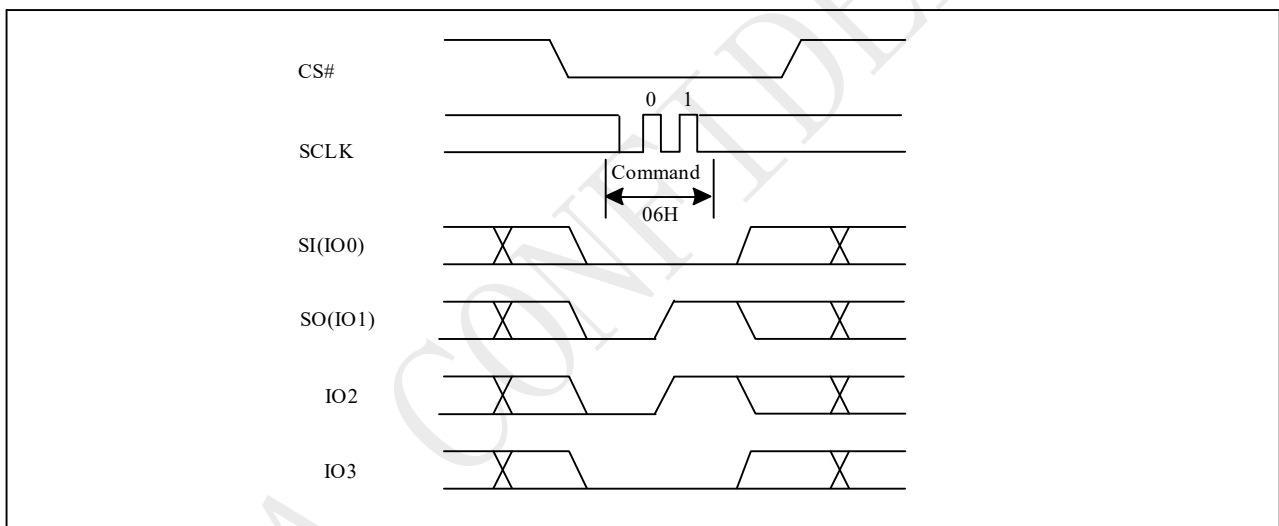 CS#
0 1
SCLK
Command
06H
SI(IO0)
SO(IO1)
IO2
IO3